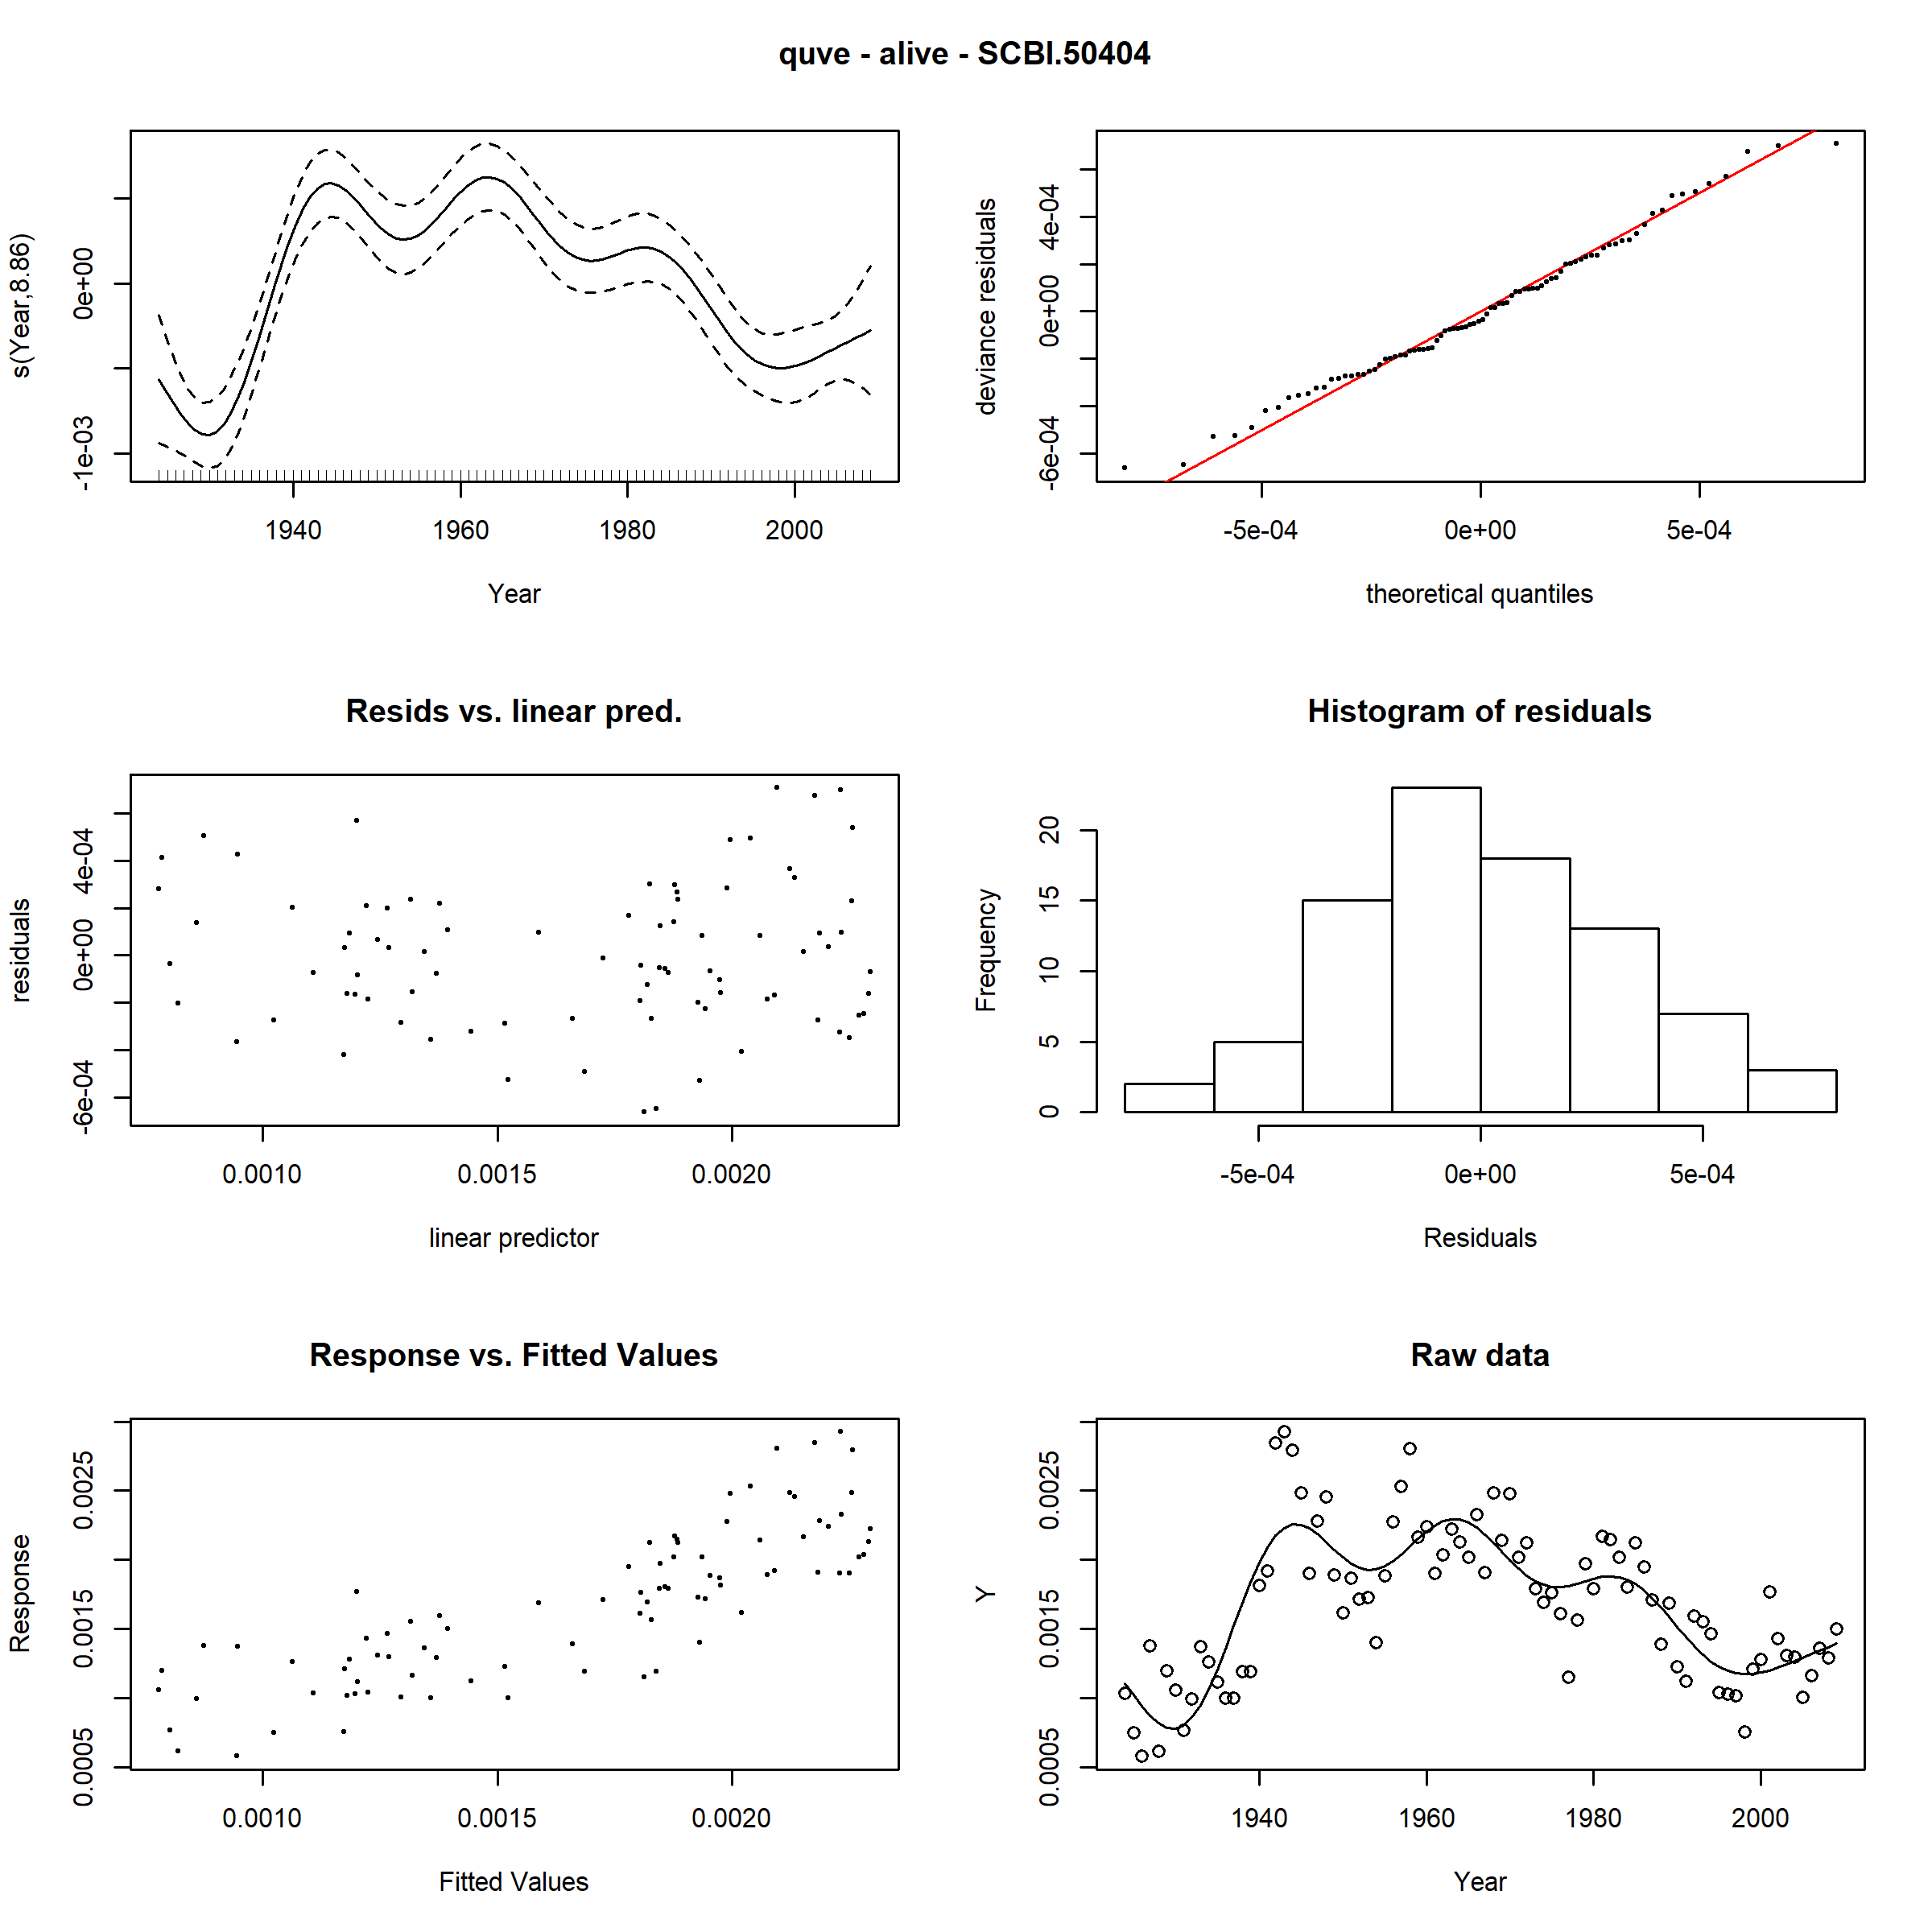 quve - alive - SCBI.50404
s(Year,8.86)
-1e-03 0e+00
1940 1960 1980 2000
Year
deviance residuals
-6e-04 0e+00 4e-04
-5e-04 0e+00 5e-04
theoretical quantiles
Resids vs. linear pred.
residuals
-6e-04 0e+00 4e-04
0.0010 0.0015 0.0020
linear predictor
Histogram of residuals
Frequency
0 5 10 15 20
-5e-04 0e+00 5e-04
Residuals
Response vs. Fitted Values
Response
0.0005 0.0015 0.0025
0.0010 0.0015 0.0020
Fitted Values
Raw data
Y
0.0005 0.0015 0.0025
1940 1960 1980 2000
Year